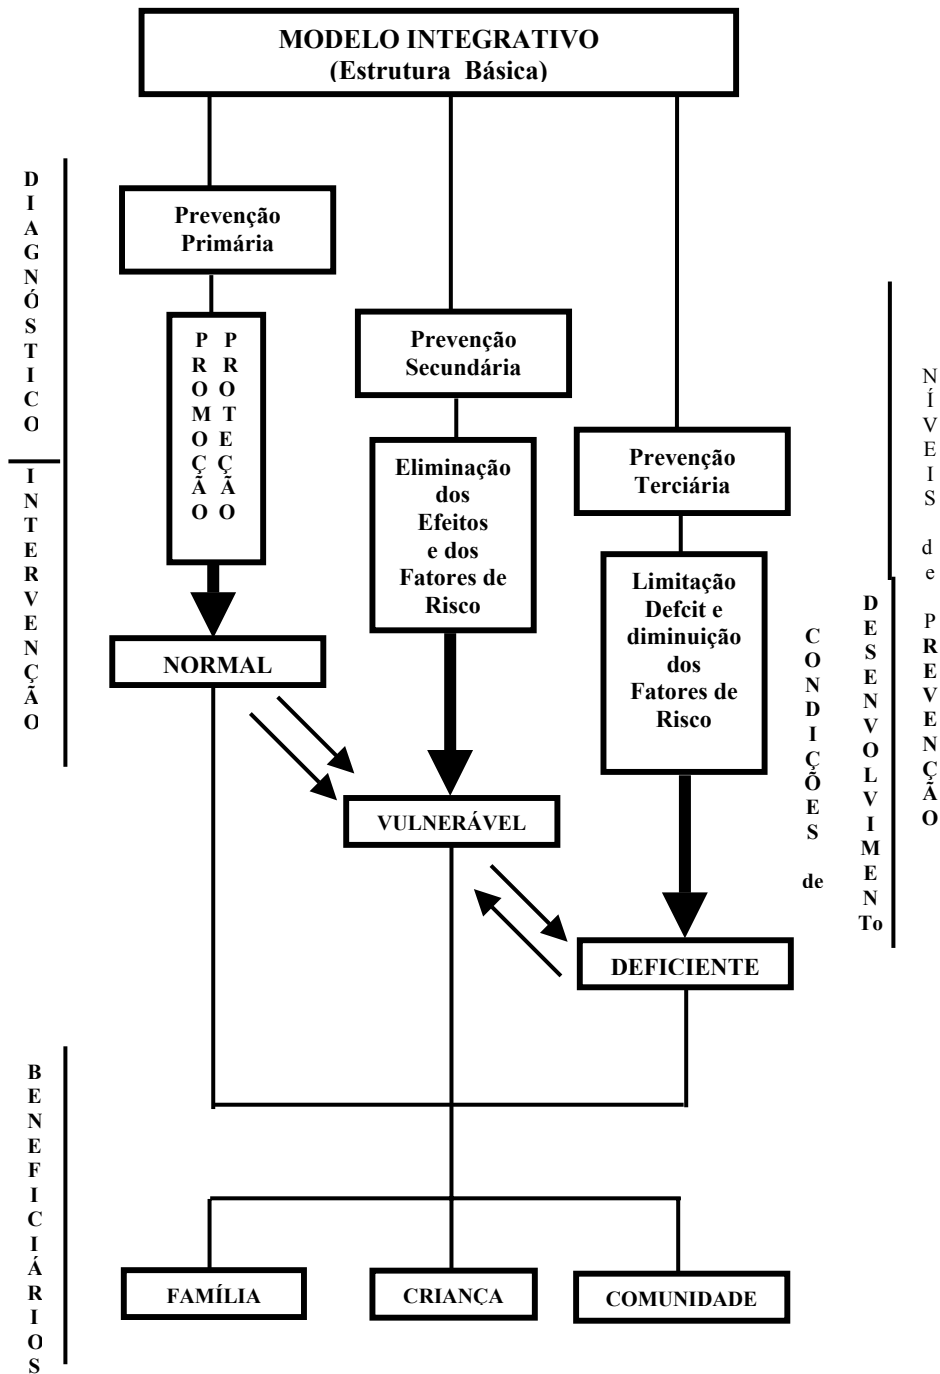 MODELO INTEGRATIVO
(Estrutura Básica)
DIAGNÓSTICO
INTERVENÇÃO
Prevenção
Primária
PROMOÇÃO
PROTEÇÃO
NORMAL
Prevenção
Secundária
Eliminação
dos
Efeitos
e dos
Fatores de
Risco
VULNERÁVEL
Prevenção
Terciária
Limitação
Defcit e
diminuição
dos
Fatores de
Risco
DEFICIENTE
CONDIÇÕES de
DESENVOLVIMENTo
NÍVEIS de PREVENÇÃO
BENEFICIÁRIOS
FAMÍLIA
CRIANÇA
COMUNIDADE